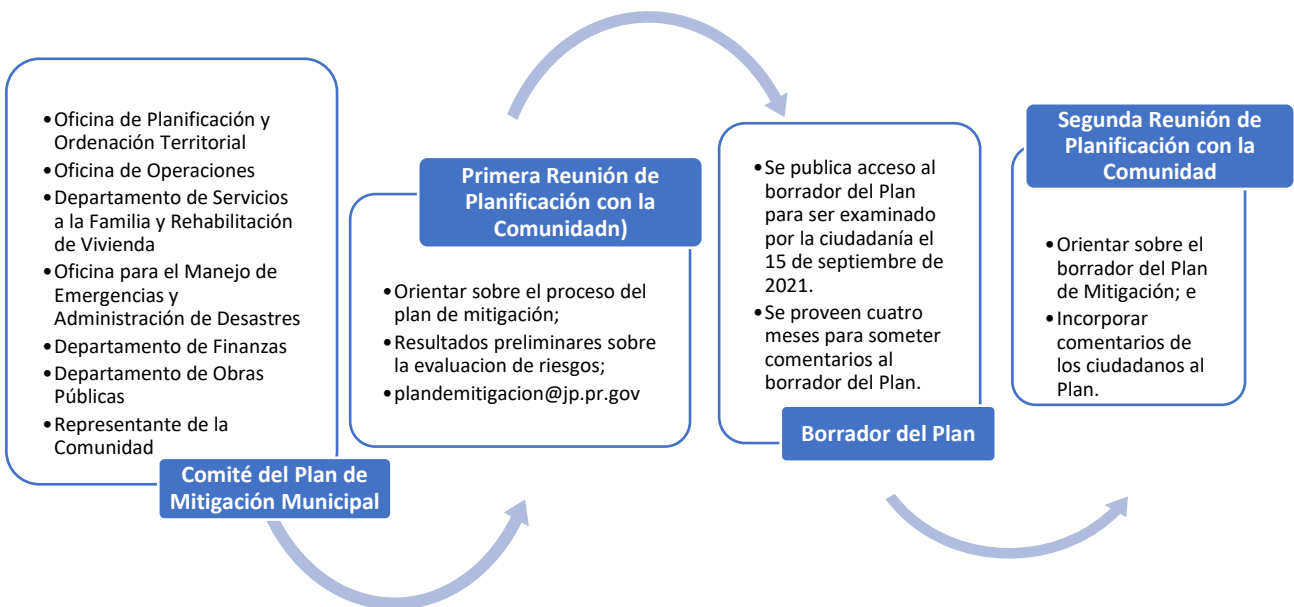 •Oficina de Planificación y
Ordenación Territorial
•Oficina de Operaciones
•Departamento de Servicios
a la Familia y Rehabilitación
de Vivienda
•Oficina para el Manejo de
Emergencias y
Administración de Desastres
•Departamento de Finanzas
•Departamento de Obras
Públicas
•Representante de la
Comunidad
Comité del Plan de
Mitigación Municipal
Primera Reunión de
Planificación con la
Comunidadn)
•Orientar sobre el proceso del
plan de mitigación;
•Resultados preliminares sobre
la evaluacion de riesgos;
•plandemitigacion@jp.pr.gov
•Se publica acceso al
borrador del Plan
para ser examinado
por la ciudadanía el
15 de septiembre de
2021.
•Se proveen cuatro
meses para someter
comentarios al
borrador del Plan.
Borrador del Plan
Segunda Reunión de
Planificación con la
Comunidad
•Orientar sobre el
borrador del Plan
de Mitigación; e
•Incorporar
comentarios de
los ciudadanos al
Plan.